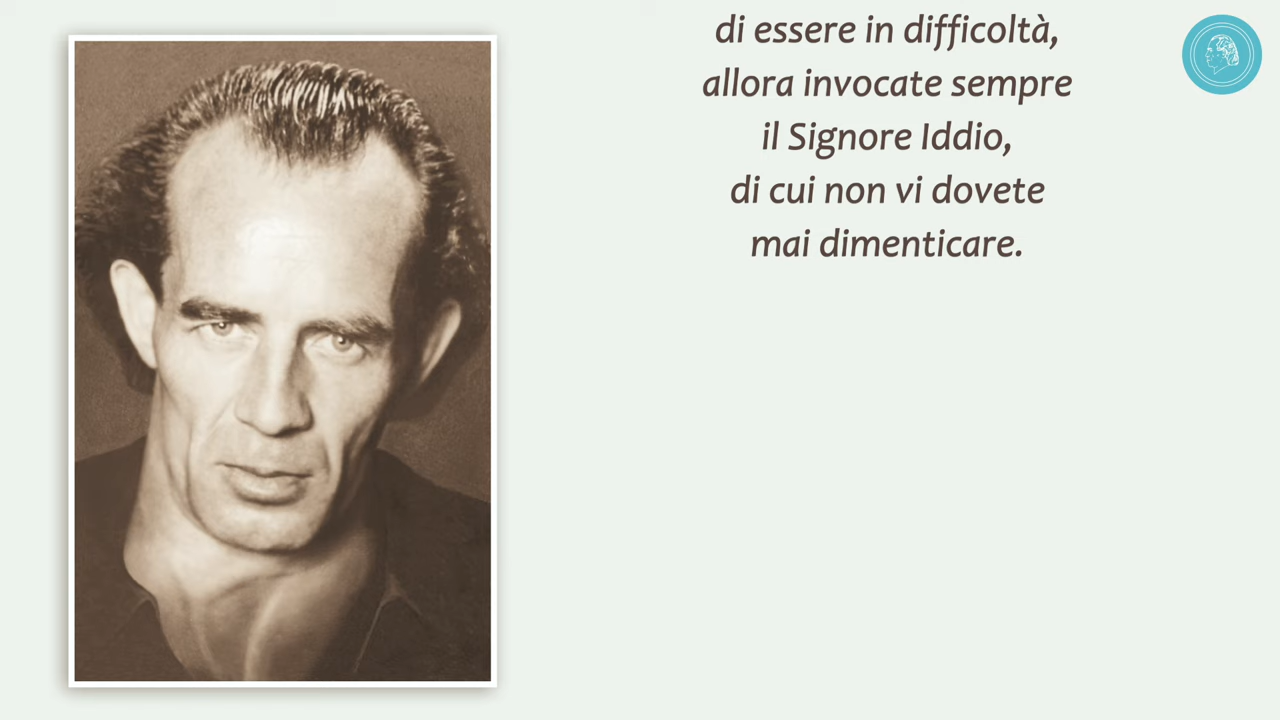 di essere in difficoltà,
allora invocate sempre
il Signore Iddio,
di cui non vi dovete
mai dimenticare.